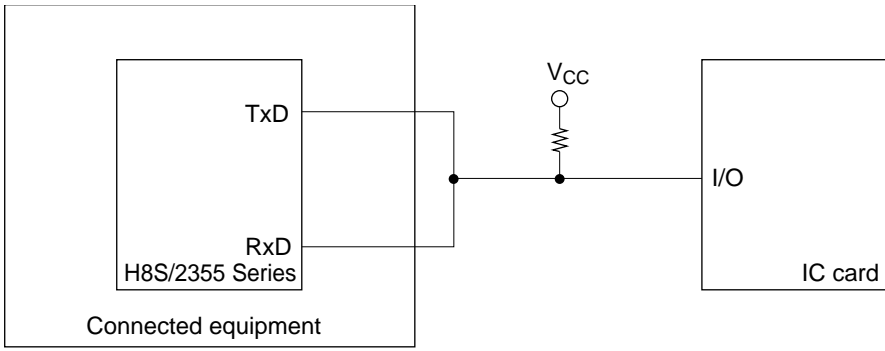 VCC
TxD
I/O
RxD
H8S/2355 Series
IC card
Connected equipment